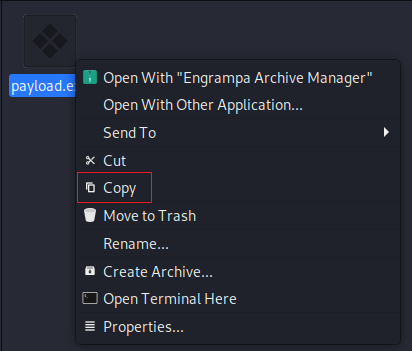 payload.e
Open With "Engrampa Archive Manager"
Open With Other Application...
Send To
Cut
Copy
Move to Trash
Rename...
Create Archive...
Open Terminal Here
Properties...